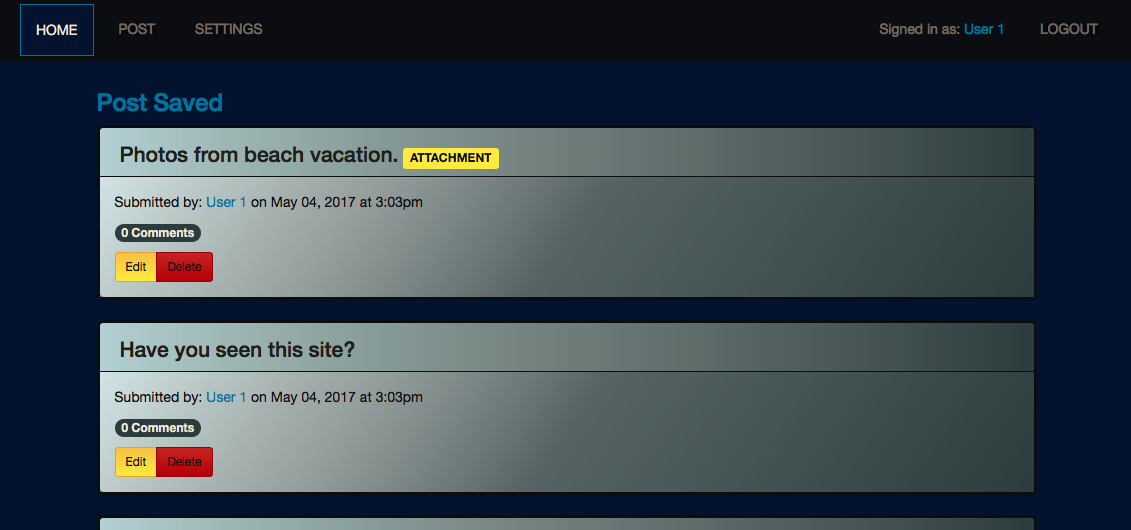 HOME POST SETTINGS Signed in as: User 1 LOGOUT
Post Saved
Photos from beach vacation. ATTACHMENT
Submitted by: User 1 on May 04, 2017 at 3:03pm
0 Comments
Edit Delete
Have you seen this site?
Submitted by: User 1 on May 04, 2017 at 3:03pm
0 Comments
Edit Delete